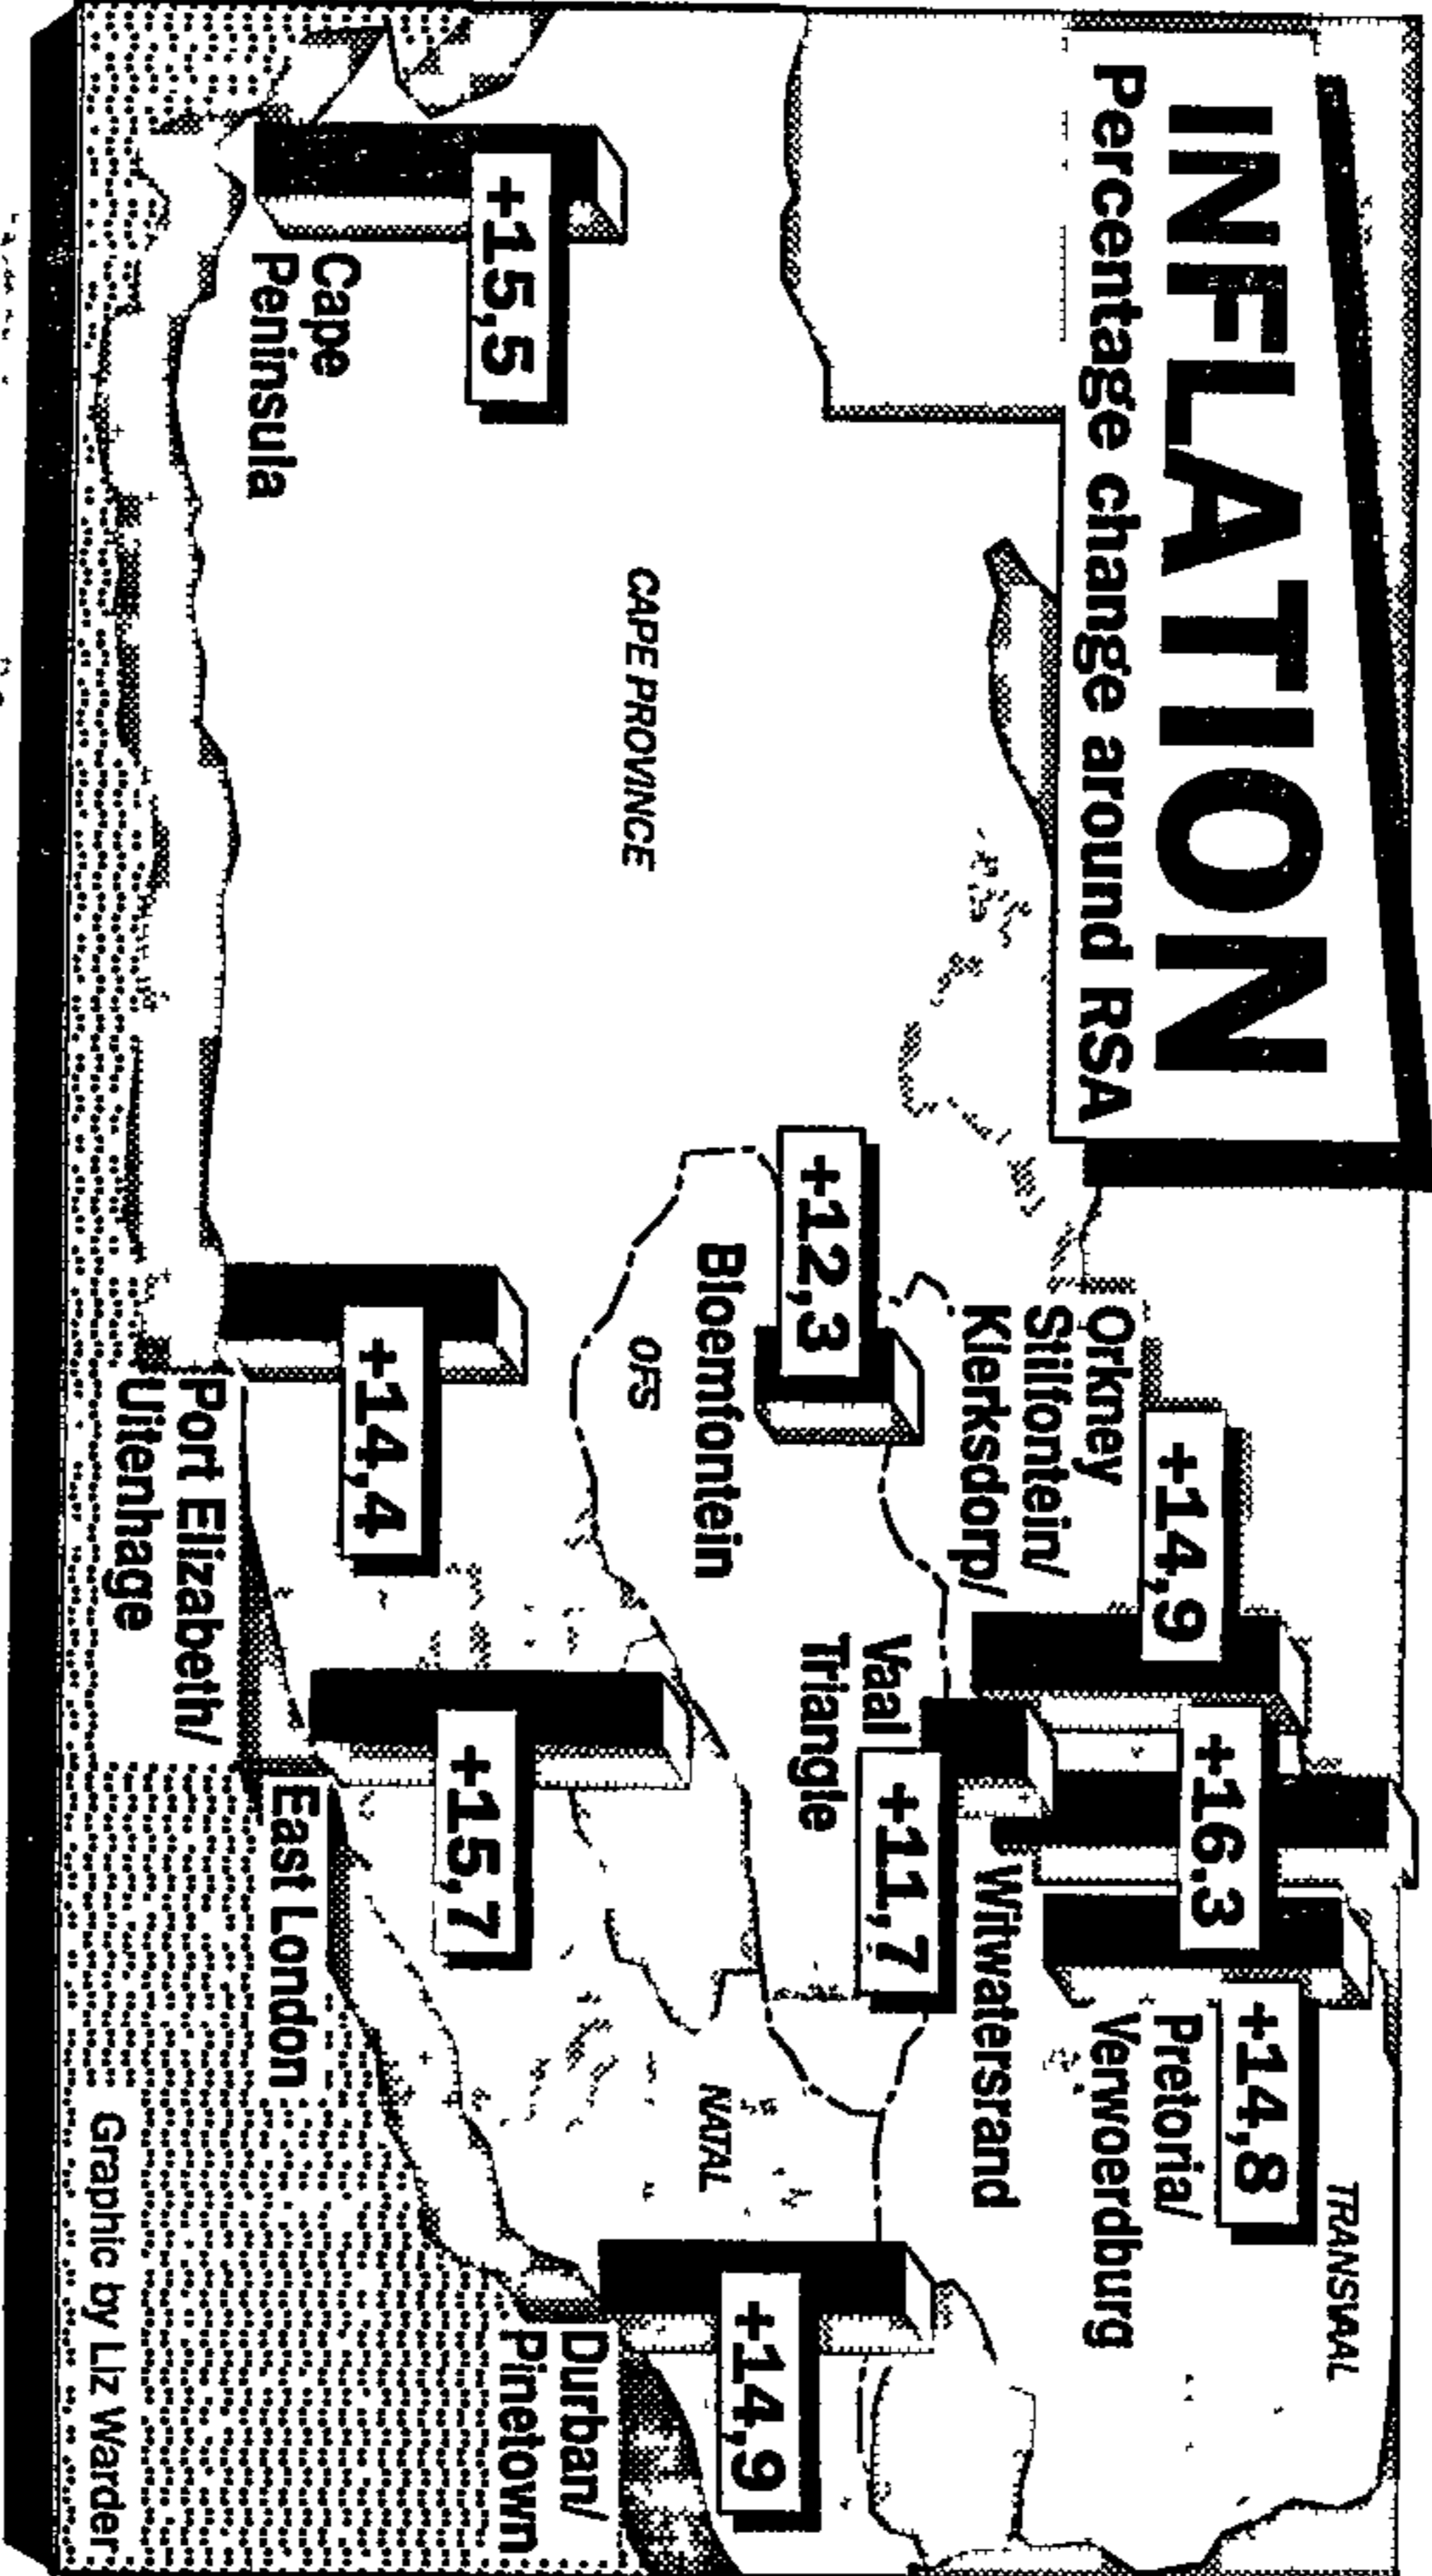 INFLATION
Percentage change around RSA
TRANSVAAL
+14,8
Pretoria/
Verwoerdburg
+16.3
Witwatersrand
+14,9
Orkney
Stilfontein/
Klerksdorp/
+11,7
Vaal
Triangle
+12,3
Bloemfontein
OFS
NATAL
+14,9
Durban/
Pinetown
CAPE PROVINCE
+15,5
Cape
Peninsula
+15,7
East London
+14,4
Port Elizabeth/
Uitenhage
Graphic by Liz Warder